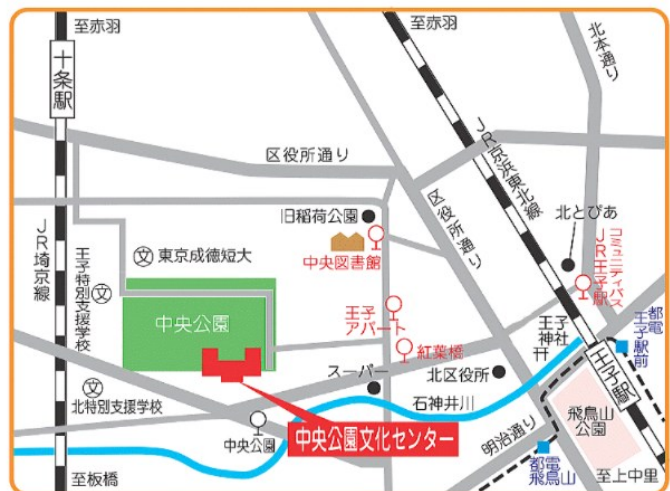 至赤羽
至赤羽
十条駅
北本通り
JR京浜東北線
区役所通り
区役所通り
旧稲荷公園
北とぴあ
JR埼京線
王子特別支援学校
文
文 東京成徳短大
中央図書館
コミュニティバス
JR王子駅
中央公園
王子
アパート
王子
神社
都電
王子駅前
紅葉橋
王子駅
文
北特別支援学校
スーパー
北区役所
石神井川
飛鳥山
公園
中央公園
中央公園文化センター
明治通り
都電
飛鳥山
至板橋
至上中里